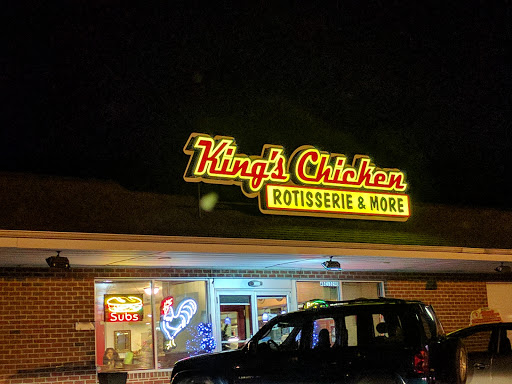 King's Chicken
ROTISSERIE & MORE
Subs